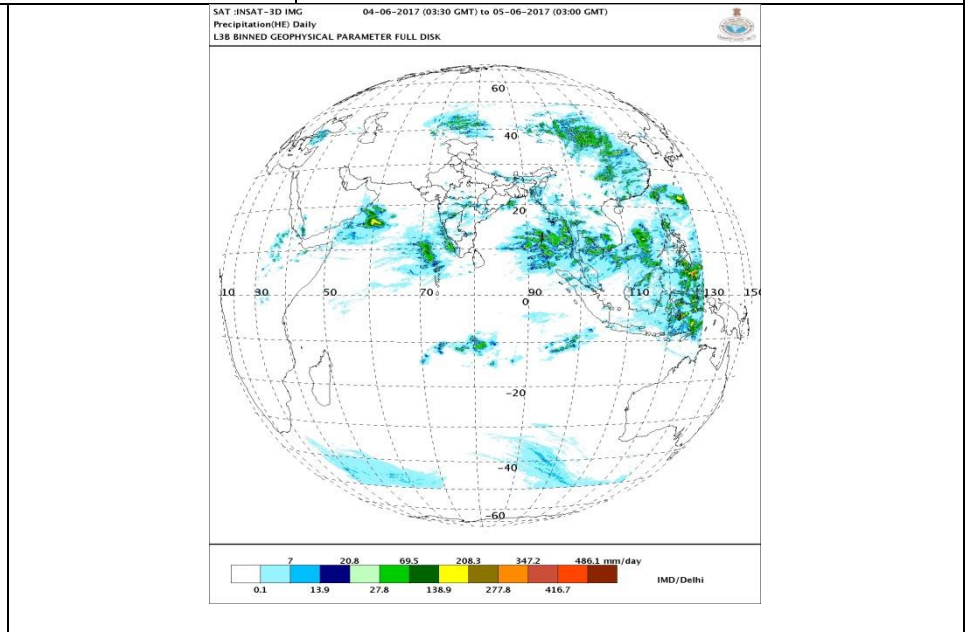 SAT :INSAT-3D IMG 04-06-2017 (03:30 GMT) to 05-06-2017 (03:00 GMT)
Precipitation(HE) Daily
L3B BINNED GEOPHYSICAL PARAMETER FULL DISK
60
40
20
10 30 50 70 90 110 130 150
0
-20
-40
-60
7 20.8 69.5 208.3 347.2 486.1 mm/day
0.1 13.9 27.8 138.9 277.8 416.7
IMD/Delhi